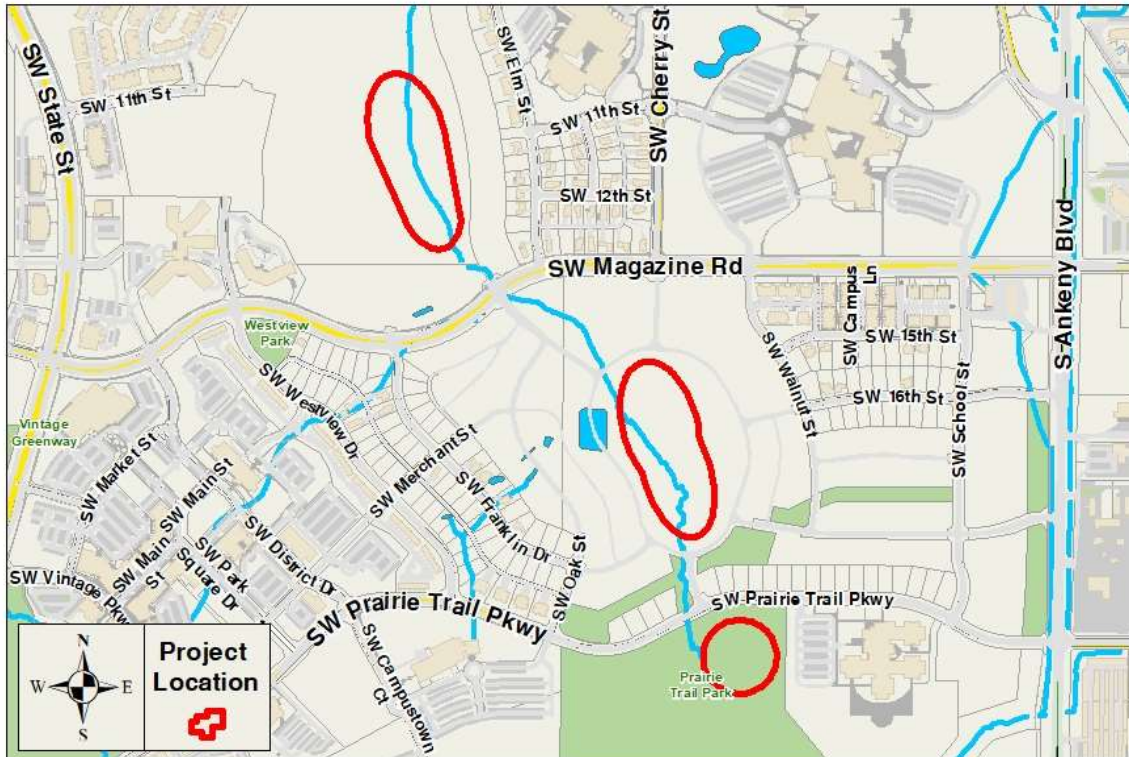 SW State St
SW 11th St
SW Elm St
SW 11th St
SW Cherry St
SW 12th St
SW Magazine Rd
S Ankeny Blvd
SW Campus
Ln
SW 15th St
SW Walnut St
SW 16th St
SW School St
Westview
Park
Vintage
Greenway
SW Westview Dr
SW Market St
SW Main St
SW Merchant St
SW Franklin Dr
SW Oak St
SW Main
St
SW Park
Square Dr
SW District Dr
SW Vintage Pkwy
SW Prairie Trail Pkwy
SW Prairie Trail Pkwy
SW Campustown
Ct
Prairie
Trail Park
N
W
E
S
Project
Location